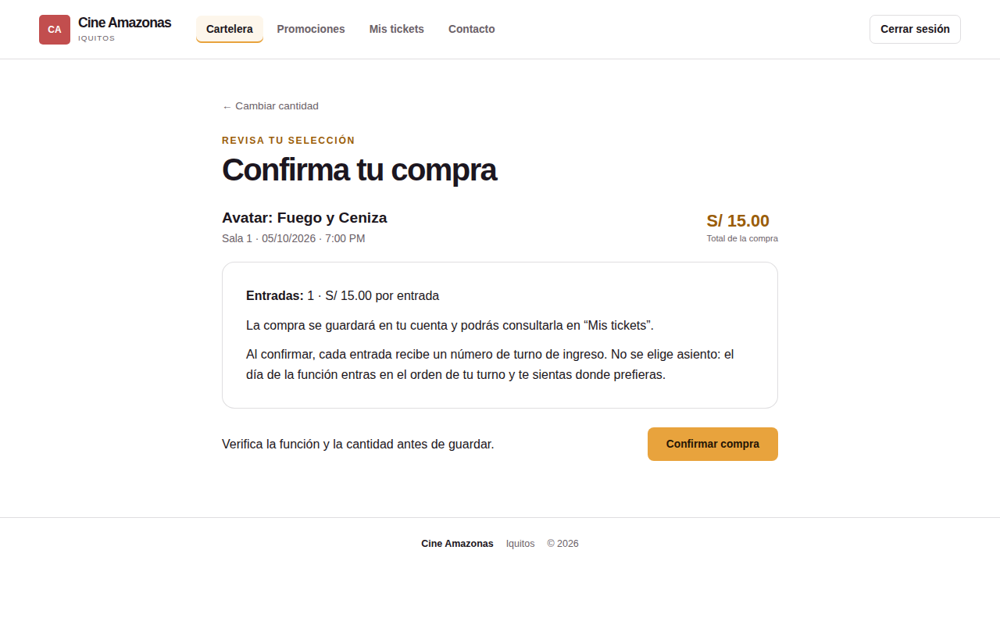 CA
Cine Amazonas
IQUITOS
Cartelera
Promociones
Mis tickets
Contacto
Cerrar sesión
← Cambiar cantidad
REVISA TU SELECCIÓN
Confirma tu compra
Avatar: Fuego y Ceniza
Sala 1 · 05/10/2026 · 7:00 PM
S/ 15.00
Total de la compra
Entradas: 1 · S/ 15.00 por entrada
La compra se guardará en tu cuenta y podrás consultarla en “Mis tickets”.
Al confirmar, cada entrada recibe un número de turno de ingreso. No se elige asiento: el
día de la función entras en el orden de tu turno y te sientas donde prefieras.
Verifica la función y la cantidad antes de guardar.
Confirmar compra
Cine Amazonas Iquitos © 2026